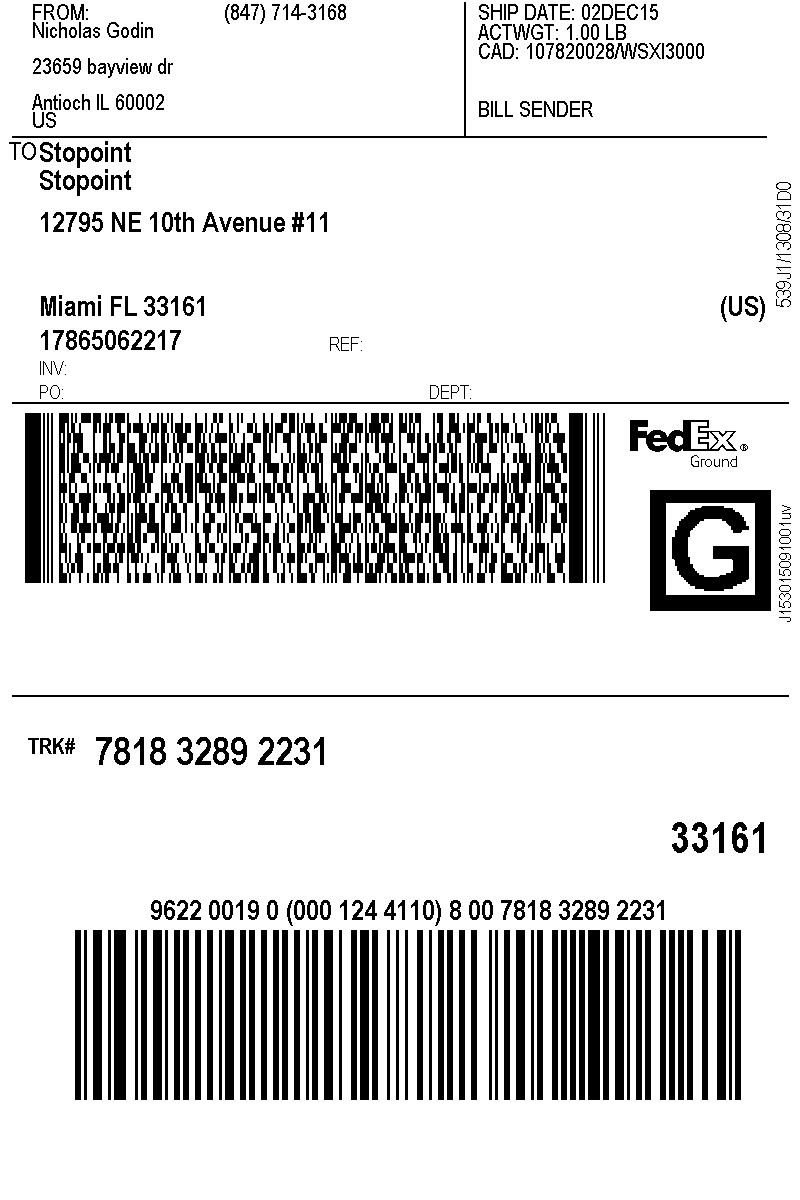 FROM: (847) 714-3168
Nicholas Godin
23659 bayview dr
Antioch IL 60002
US
SHIP DATE: 02DEC15
ACTWGT: 1.00 LB
CAD: 107820028/WSXI3000
BILL SENDER
TO Stopoint
Stopoint
12795 NE 10th Avenue #11
Miami FL 33161 (US)
17865062217 REF:
INV:
PO: DEPT:
539J1/1308/31D0
FedEx®
Ground
G
J153015091001uv
TRK# 7818 3289 2231
33161
9622 0019 0 (000 124 4110) 8 00 7818 3289 2231